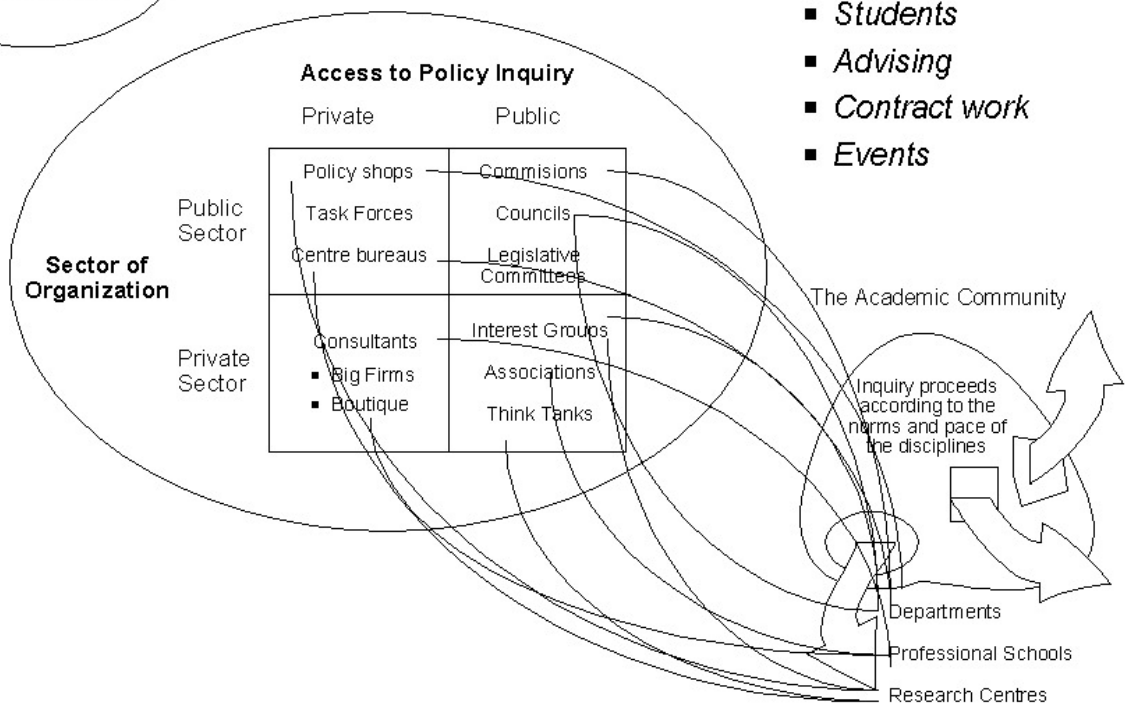 ▪ Students
▪ Advising
▪ Contract work
▪ Events
Access to Policy Inquiry
Private
Public
Public
Sector
Sector of
Organization
Private
Sector
Policy shops
Task Forces
Centre bureaus
Commisions
Councils
Legislative
Committees
Consultants
▪ Big Firms
▪ Boutique
Interest Groups
Associations
Think Tanks
The Academic Community
Inquiry proceeds
according to the
norms and pace of
the disciplines
Departments
Professional Schools
Research Centres